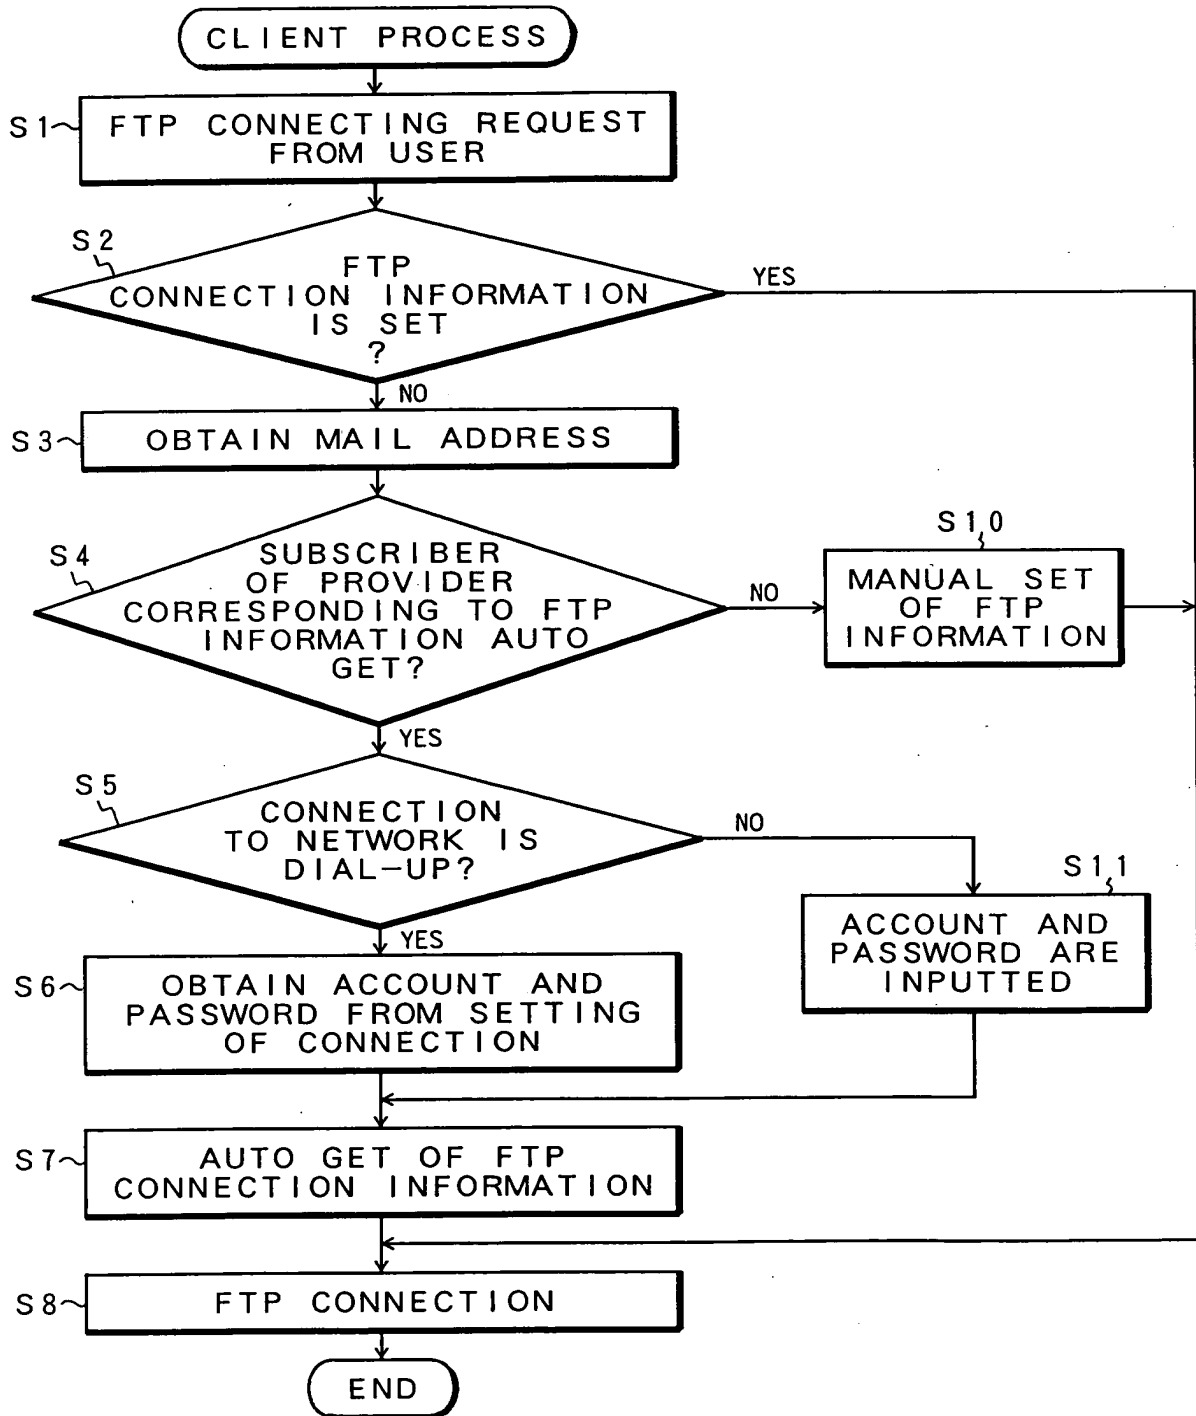 CLIENT PROCESS
S1
FTP CONNECTING REQUEST
FROM USER
S2
FTP
CONNECTION INFORMATION
IS SET
?
YES
NO
S3
OBTAIN MAIL ADDRESS
S4
SUBSCRIBER
OF PROVIDER
CORRESPONDING TO FTP
INFORMATION AUTO
GET?
NO
S10
MANUAL SET
OF FTP
INFORMATION
YES
S5
CONNECTION
TO NETWORK IS
DIAL-UP?
NO
S11
ACCOUNT AND
PASSWORD ARE
INPUTTED
YES
S6
OBTAIN ACCOUNT AND
PASSWORD FROM SETTING
OF CONNECTION
S7
AUTO GET OF FTP
CONNECTION INFORMATION
S8
FTP CONNECTION
END